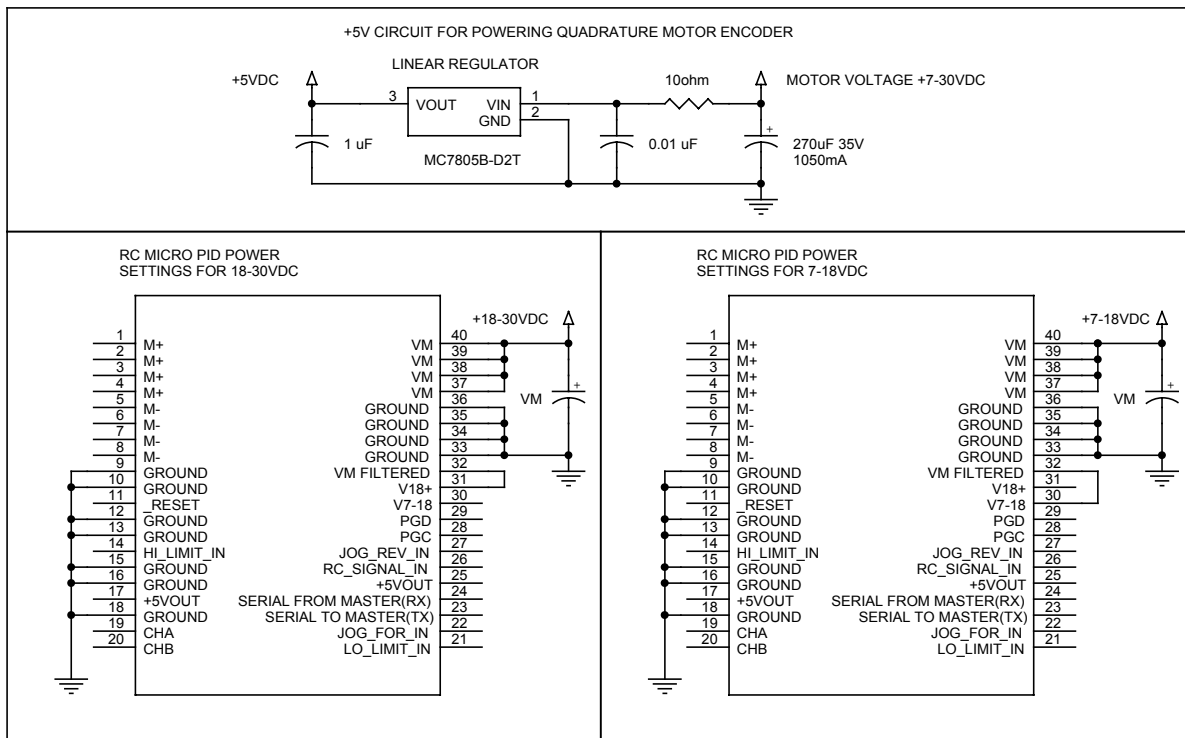 +5V CIRCUIT FOR POWERING QUADRATURE MOTOR ENCODER
LINEAR REGULATOR
+5VDC
10ohm
MOTOR VOLTAGE +7-30VDC
3
VOUT
VIN
1
GND
2
+
1 uF
MC7805B-D2T
0.01 uF
270uF 35V
1050mA
RC MICRO PID POWER
SETTINGS FOR 18-30VDC
+18-30VDC
1 M+
2 M+
3 M+
4 M+
5 M-
6 M-
7 M-
8 M-
9 GROUND
10 GROUND
11 _RESET
12 GROUND
13 GROUND
14 HI_LIMIT_IN
15 GROUND
16 GROUND
17 +5VOUT
18 GROUND
19 CHA
20 CHB
VM 40
VM 39
VM 38
VM 37
GROUND 36
GROUND 35
GROUND 34
GROUND 33
VM FILTERED 32
V18+ 31
V7-18 30
PGD 29
PGC 28
JOG_REV_IN 27
RC_SIGNAL_IN 26
+5VOUT 25
SERIAL FROM MASTER(RX) 24
SERIAL TO MASTER(TX) 23
JOG_FOR_IN 22
LO_LIMIT_IN 21
VM
+
RC MICRO PID POWER
SETTINGS FOR 7-18VDC
+7-18VDC
1 M+
2 M+
3 M+
4 M+
5 M-
6 M-
7 M-
8 M-
9 GROUND
10 GROUND
11 _RESET
12 GROUND
13 GROUND
14 HI_LIMIT_IN
15 GROUND
16 GROUND
17 +5VOUT
18 GROUND
19 CHA
20 CHB
VM 40
VM 39
VM 38
VM 37
GROUND 36
GROUND 35
GROUND 34
GROUND 33
VM FILTERED 32
V18+ 31
V7-18 30
PGD 29
PGC 28
JOG_REV_IN 27
RC_SIGNAL_IN 26
+5VOUT 25
SERIAL FROM MASTER(RX) 24
SERIAL TO MASTER(TX) 23
JOG_FOR_IN 22
LO_LIMIT_IN 21
VM
+